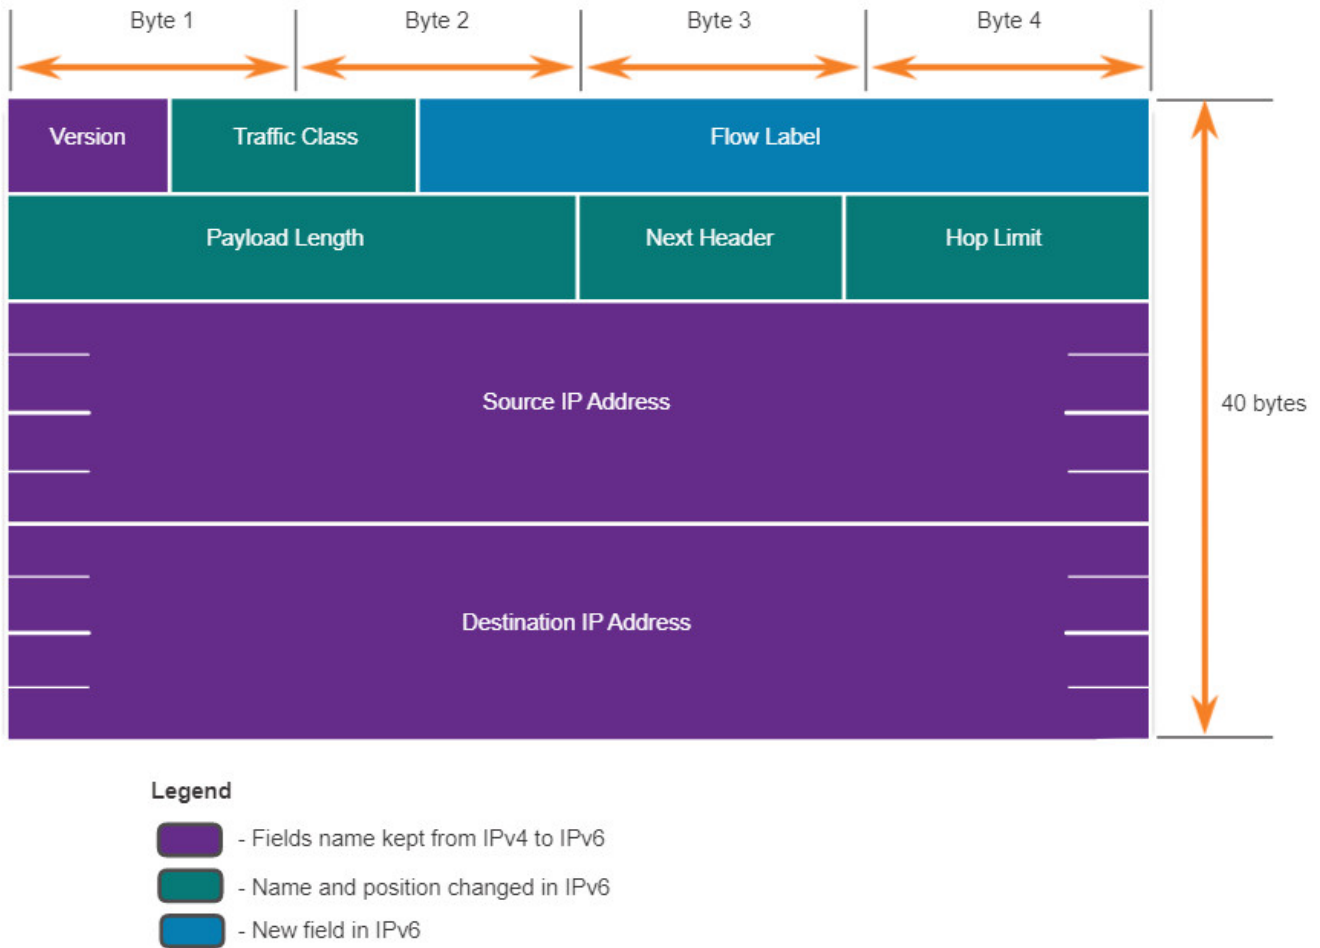 Byte 1 Byte 2 Byte 3 Byte 4
Version Traffic Class Flow Label
Payload Length Next Header Hop Limit
Source IP Address
40 bytes
Destination IP Address
Legend
- Fields name kept from IPv4 to IPv6
- Name and position changed in IPv6
- New field in IPv6